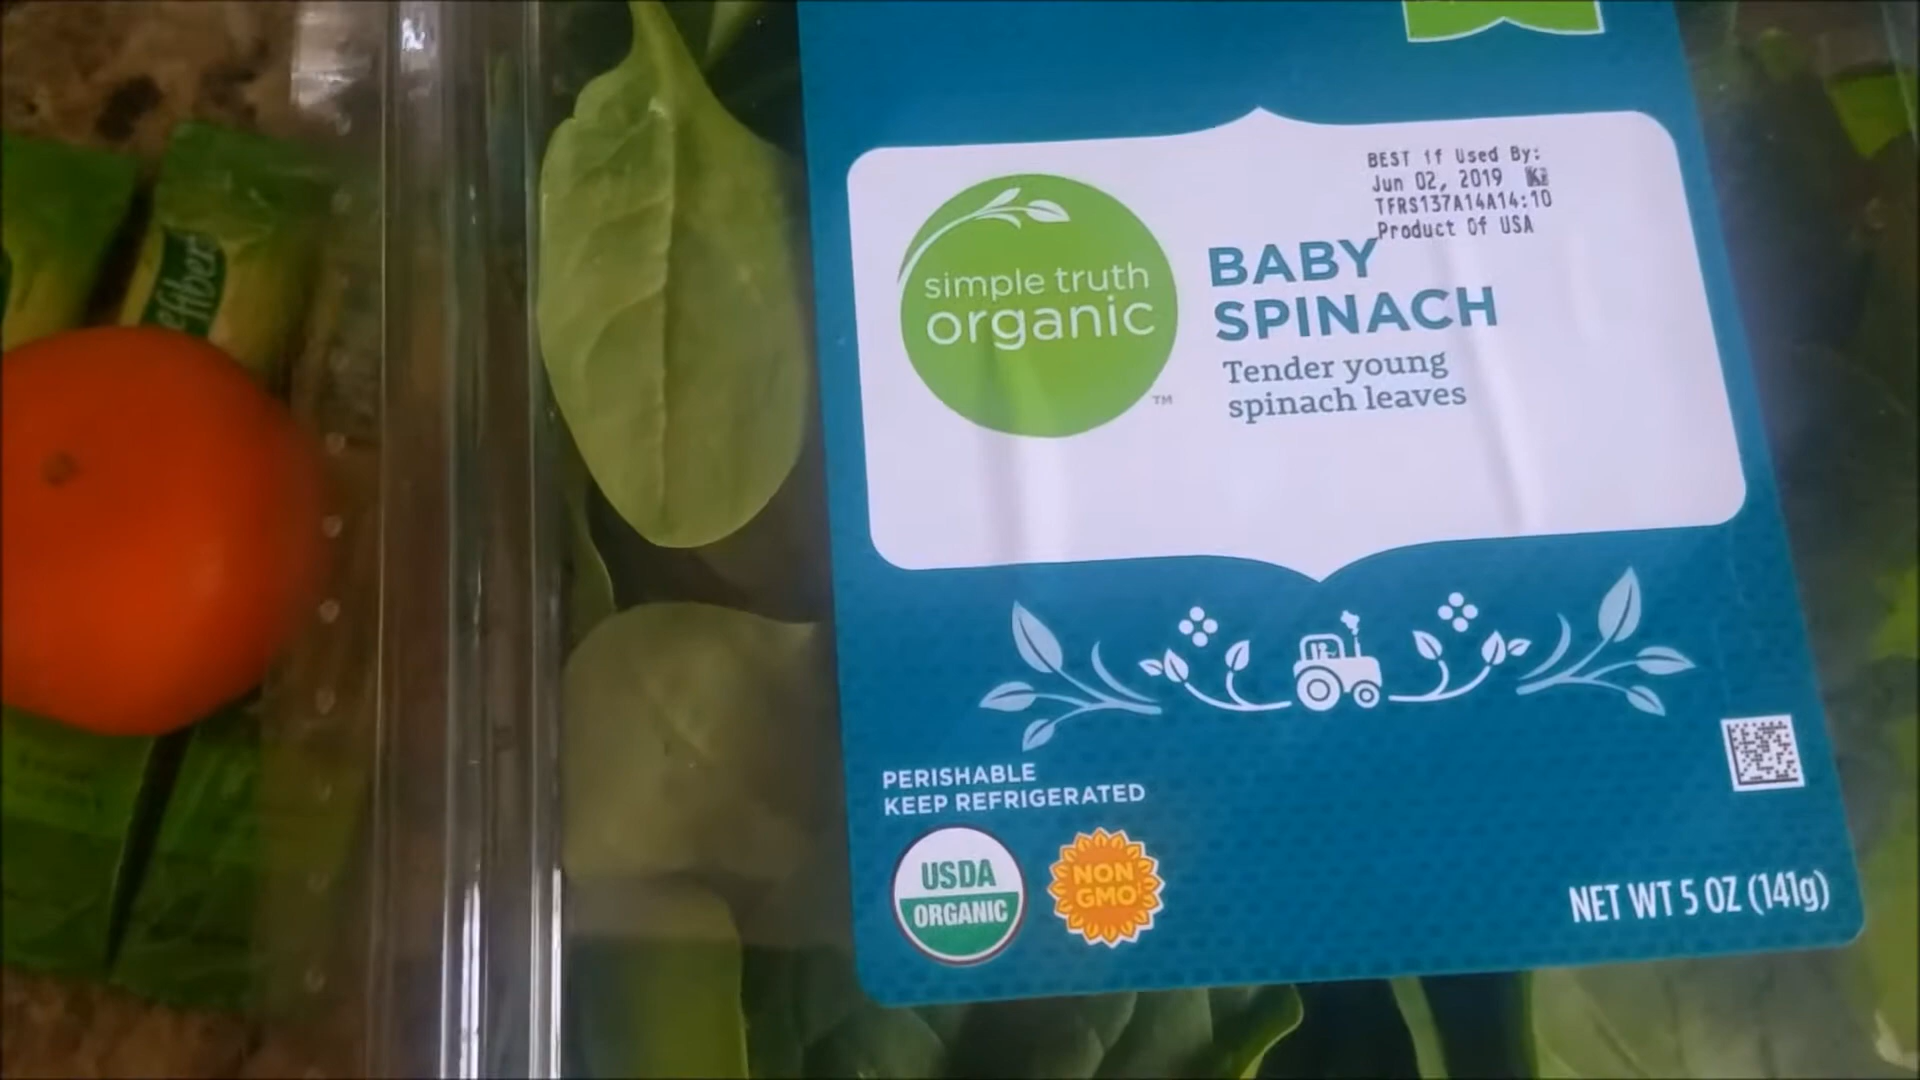 BEST if Used By:
Jun 02, 2019
TFRS137A14A14:10
Product Of USA
simple truth
organic
TM
BABY
SPINACH
Tender young
spinach leaves
PERISHABLE
KEEP REFRIGERATED
USDA
ORGANIC
NON
GMO
NET WT 5 OZ (141g)